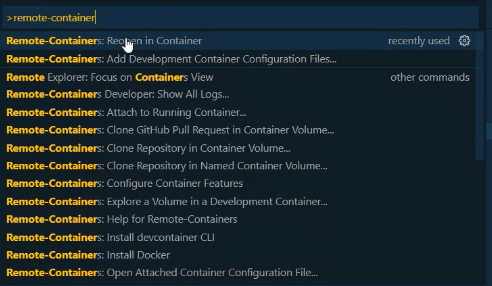 >remote-container
Remote-Containers: Reopen in Container recently used
Remote-Containers: Add Development Container Configuration Files...
Remote Explorer: Focus on Containers View other commands
Remote-Containers Developer: Show All Logs...
Remote-Containers: Attach to Running Container...
Remote-Containers: Clone GitHub Pull Request in Container Volume...
Remote-Containers: Clone Repository in Container Volume...
Remote-Containers: Clone Repository in Named Container Volume...
Remote-Containers: Configure Container Features
Remote-Containers: Explore a Volume in a Development Container...
Remote-Containers: Help for Remote-Containers
Remote-Containers: Install devcontainer CLI
Remote-Containers: Install Docker
Remote-Containers: Open Attached Container Configuration File...